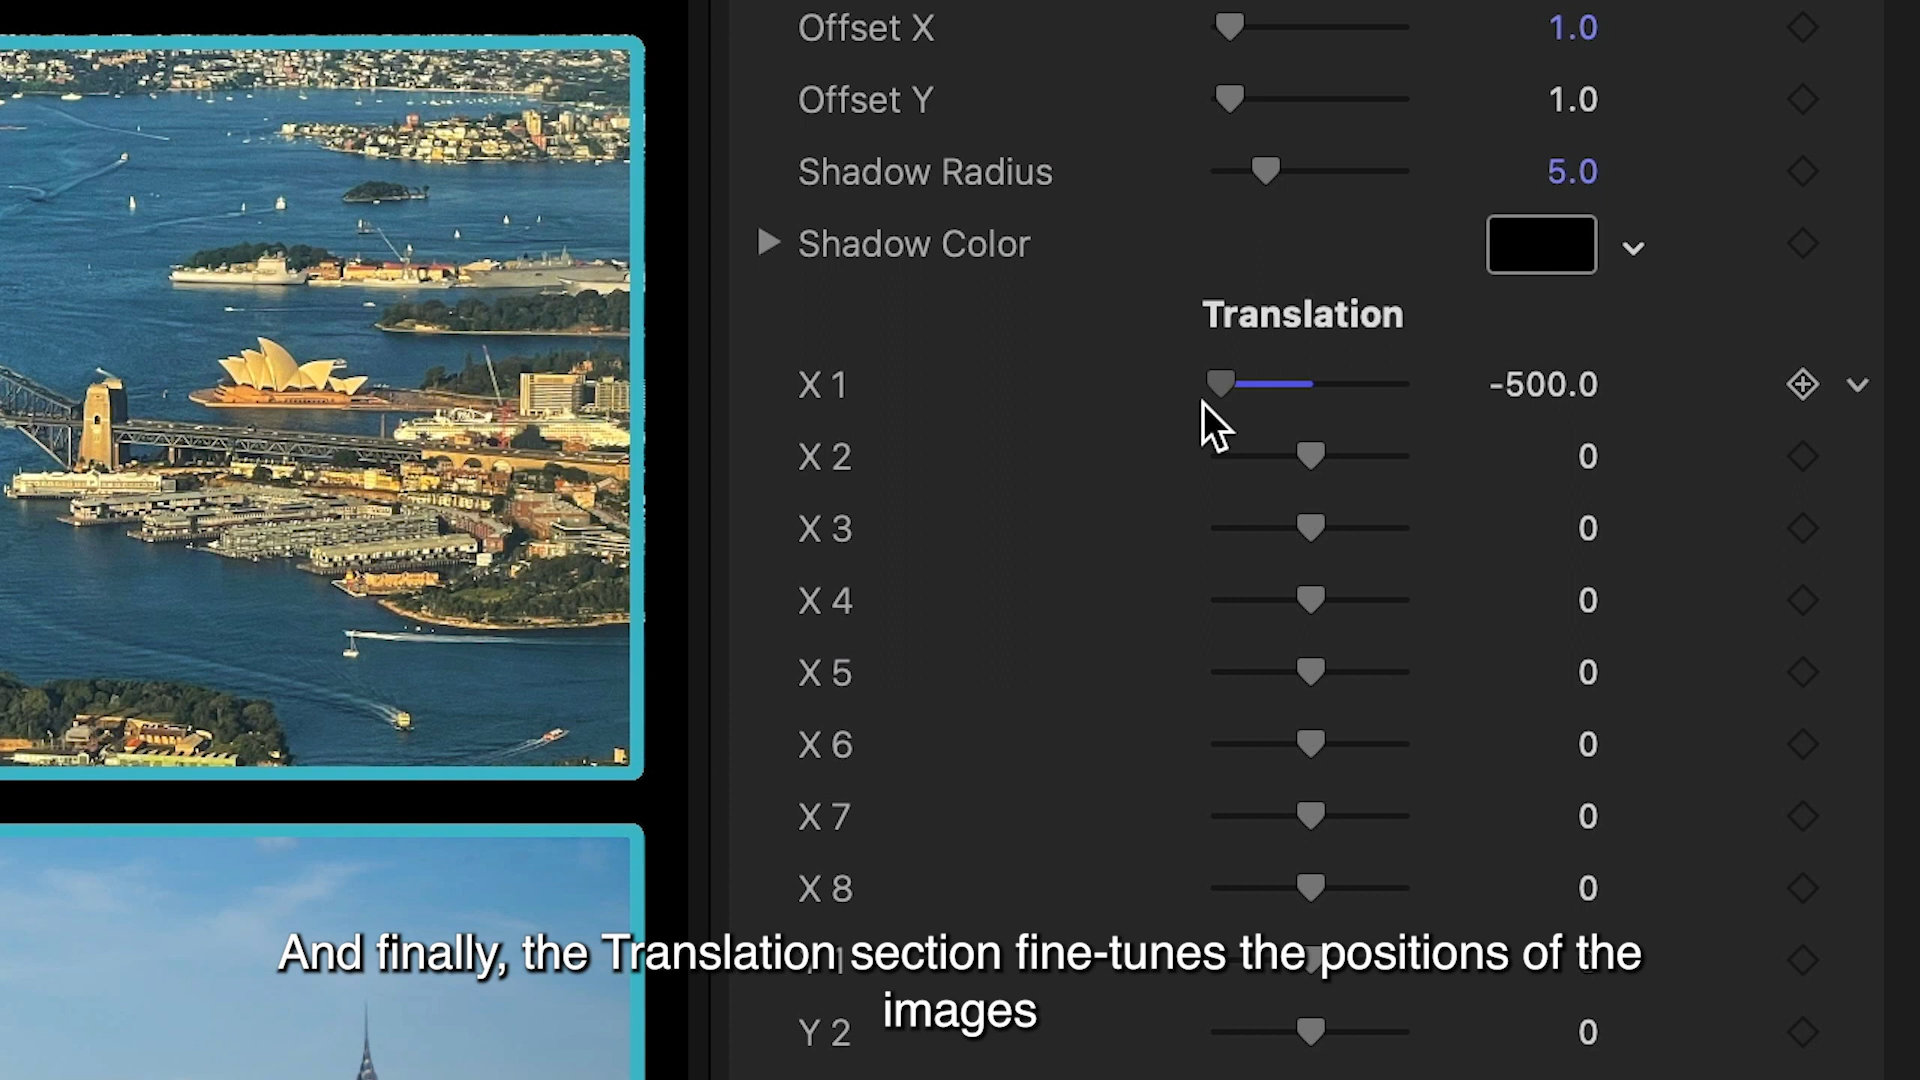 Offset X 1.0
Offset Y 1.0
Shadow Radius 5.0
Shadow Color
Translation
X 1 -500.0
X 2 0
X 3 0
X 4 0
X 5 0
X 6 0
X 7 0
X 8 0
And finally, the Translation section fine-tunes the positions of the
images
Y 2 0